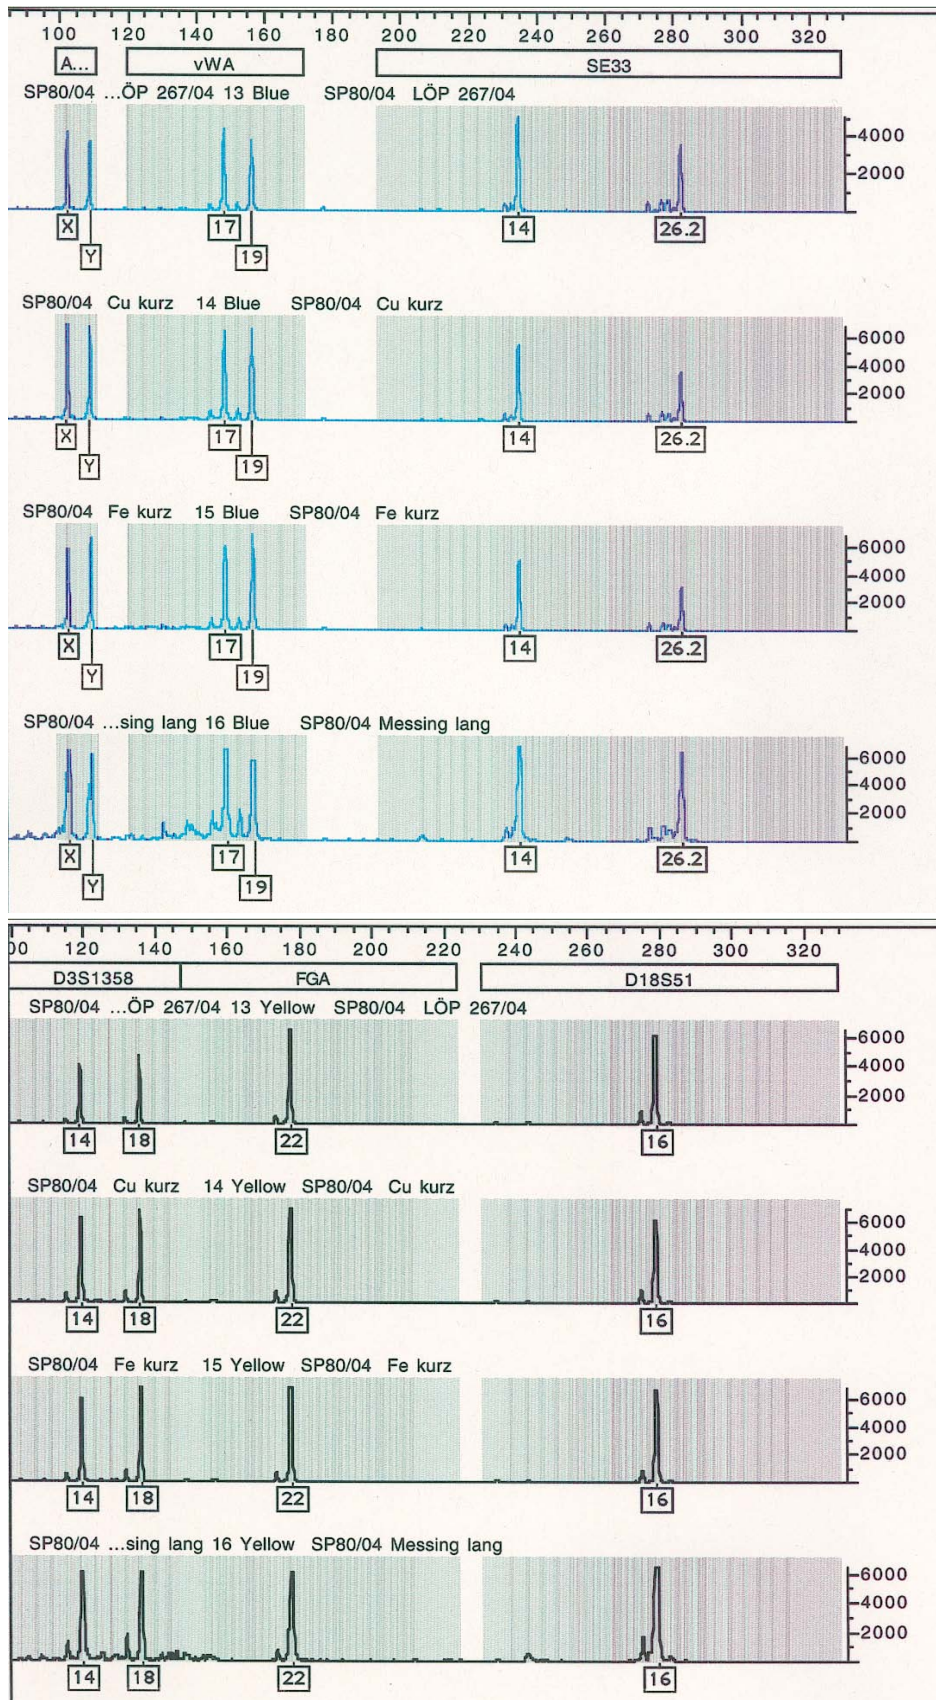 80 100 120 140 160 180 200 220 240 260 280 300 320
A... vWA SE33
SP80/04 ...ÖP 267/04 13 Blue SP80/04 LÖP 267/04
4000
2000
X 17 14 26.2
Y 19
SP80/04 Cu kurz 14 Blue SP80/04 Cu kurz
6000
4000
2000
X 17 14 26.2
Y 19
SP80/04 Fe kurz 15 Blue SP80/04 Fe kurz
6000
4000
2000
X 17 14 26.2
Y 19
SP80/04 ...sing lang 16 Blue SP80/04 Messing lang
6000
4000
2000
X 17 14 26.2
Y 19
00 120 140 160 180 200 220 240 260 280 300 320
D3S1358 FGA D18S51
SP80/04 ...ÖP 267/04 13 Yellow SP80/04 LÖP 267/04
6000
4000
2000
14 18 22 16
SP80/04 Cu kurz 14 Yellow SP80/04 Cu kurz
6000
4000
2000
14 18 22 16
SP80/04 Fe kurz 15 Yellow SP80/04 Fe kurz
6000
4000
2000
14 18 22 16
SP80/04 ...sing lang 16 Yellow SP80/04 Messing lang
6000
4000
2000
14 18 22 16